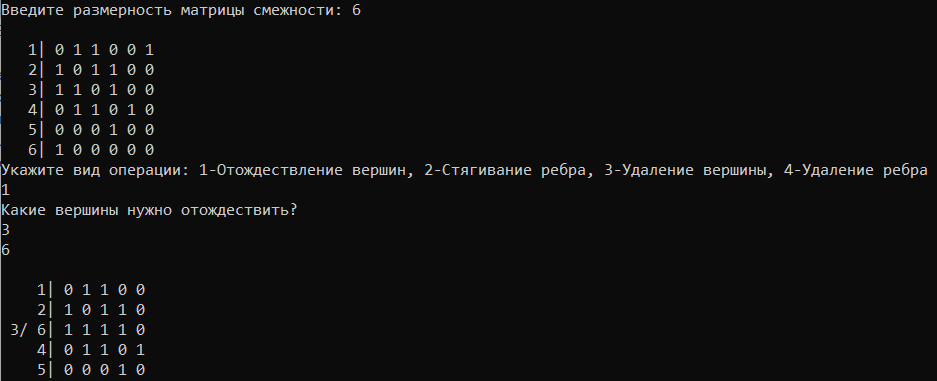 Введите размерность матрицы смежности: 6
1| 0 1 1 0 0 1
2| 1 0 1 1 0 0
3| 1 1 0 1 0 0
4| 0 1 1 0 1 0
5| 0 0 0 1 0 0
6| 1 0 0 0 0 0
Укажите вид операции: 1-Отождествление вершин, 2-Стягивание ребра, 3-Удаление вершины, 4-Удаление ребра
1
Какие вершины нужно отождествить?
3
6
1| 0 1 1 0 0
2| 1 0 1 1 0
3/ 6| 1 1 1 1 0
4| 0 1 1 0 1
5| 0 0 0 1 0